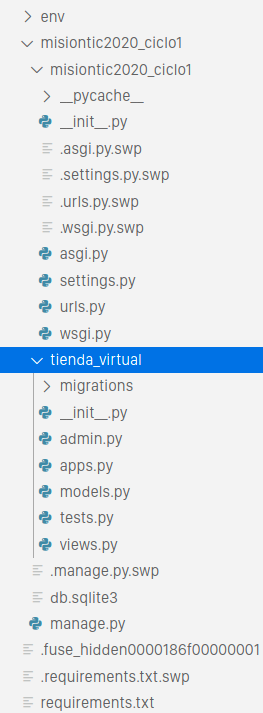 env
misiontic2020_ciclo1
misiontic2020_ciclo1
__pycache__
__init__.py
.asgi.py.swp
.settings.py.swp
.urls.py.swp
.wsgi.py.swp
asgi.py
settings.py
urls.py
wsgi.py
tienda_virtual
migrations
__init__.py
admin.py
apps.py
models.py
tests.py
views.py
.manage.py.swp
db.sqlite3
manage.py
.fuse_hidden0000186f00000001
.requirements.txt.swp
requirements.txt